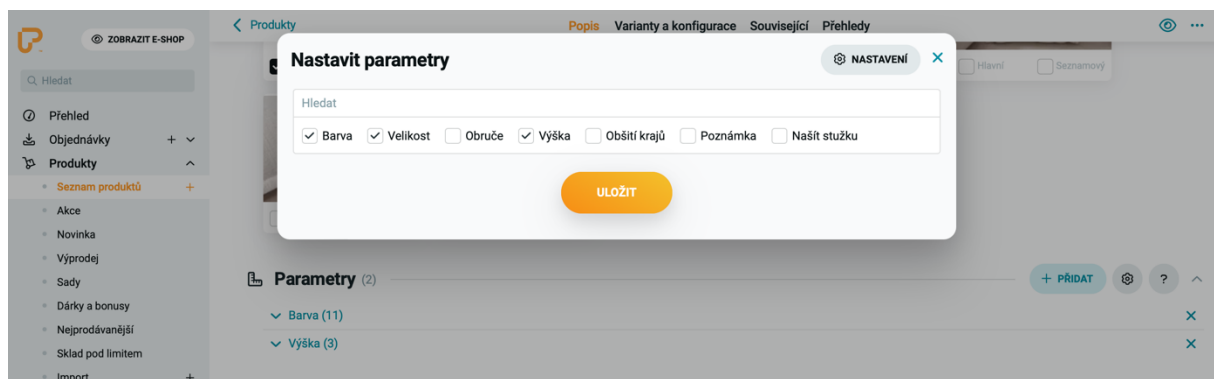 ZOBRAZIT E-SHOP
Hledat
Přehled
Objednávky
Produkty
Seznam produktů
Akce
Novinka
Výprodej
Sady
Dárky a bonusy
Nejprodávanější
Sklad pod limitem
Import
Produkty
Popis Varianty a konfigurace Související Přehledy
Nastavit parametry
NASTAVENÍ
Hledat
Barva Velikost Obruče Výška Obšití krajů Poznámka Našít stužku
ULOŽIT
Hlavní Seznamový
Parametry (2)
+ PŘIDAT ?
Barva (11)
Výška (3)